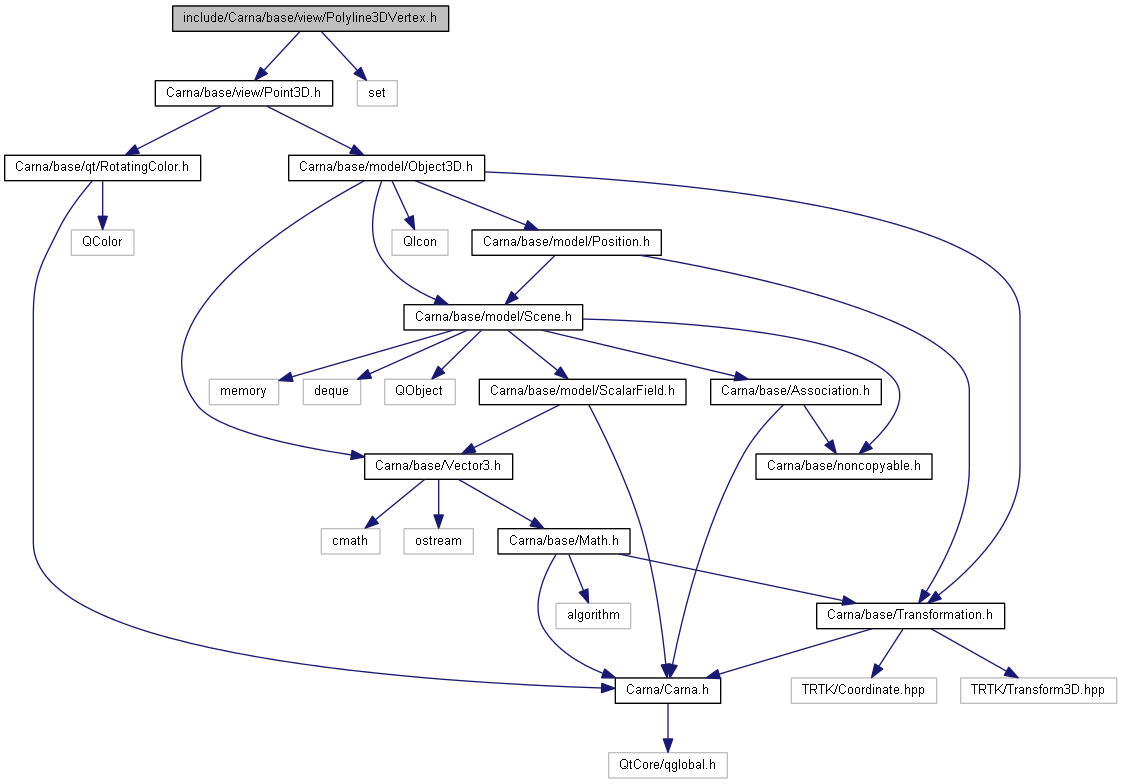 include/Carna/base/view/Polyline3DVertex.h
Carna/base/view/Point3D.h
set
Carna/base/qt/RotatingColor.h
Carna/base/model/Object3D.h
QColor
QIcon
Carna/base/model/Position.h
Carna/base/model/Scene.h
memory
deque
QObject
Carna/base/model/ScalarField.h
Carna/base/Association.h
Carna/base/Vector3.h
Carna/base/noncopyable.h
cmath
ostream
Carna/base/Math.h
algorithm
Carna/base/Transformation.h
Carna/Carna.h
TRTK/Coordinate.hpp
TRTK/Transform3D.hpp
QtCore/qglobal.h